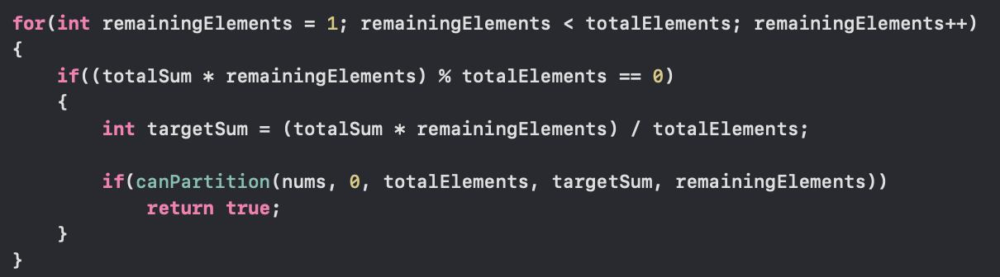 for(int remainingElements = 1; remainingElements < totalElements; remainingElements++)
{
    if((totalSum * remainingElements) % totalElements == 0)
    {
        int targetSum = (totalSum * remainingElements) / totalElements;

        if(canPartition(nums, 0, totalElements, targetSum, remainingElements))
            return true;
    }
}